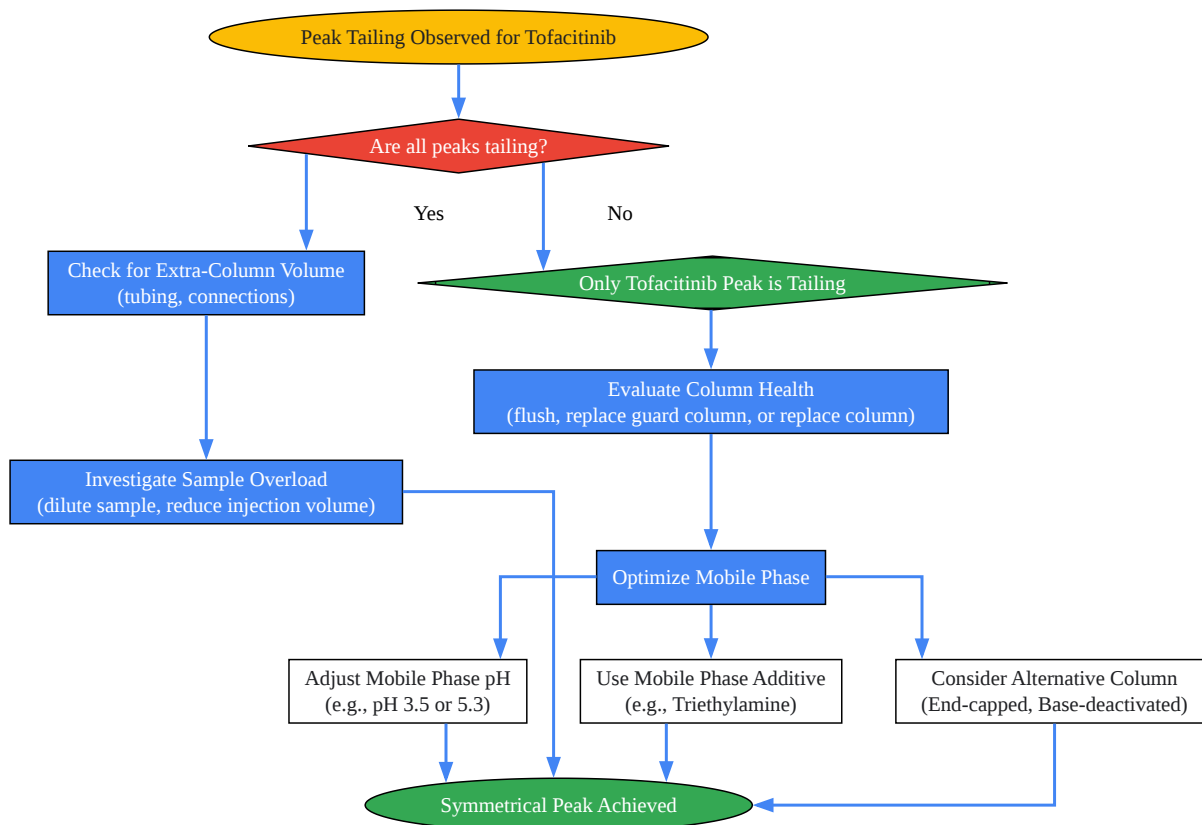 Peak Tailing Observed for Tofacitinib
Are all peaks tailing?
Yes
No
Check for Extra-Column Volume
(tubing, connections)
Only Tofacitinib Peak is Tailing
Evaluate Column Health
(flush, replace guard column, or replace column)
Investigate Sample Overload
(dilute sample, reduce injection volume)
Optimize Mobile Phase
Adjust Mobile Phase pH
(e.g., pH 3.5 or 5.3)
Use Mobile Phase Additive
(e.g., Triethylamine)
Consider Alternative Column
(End-capped, Base-deactivated)
Symmetrical Peak Achieved